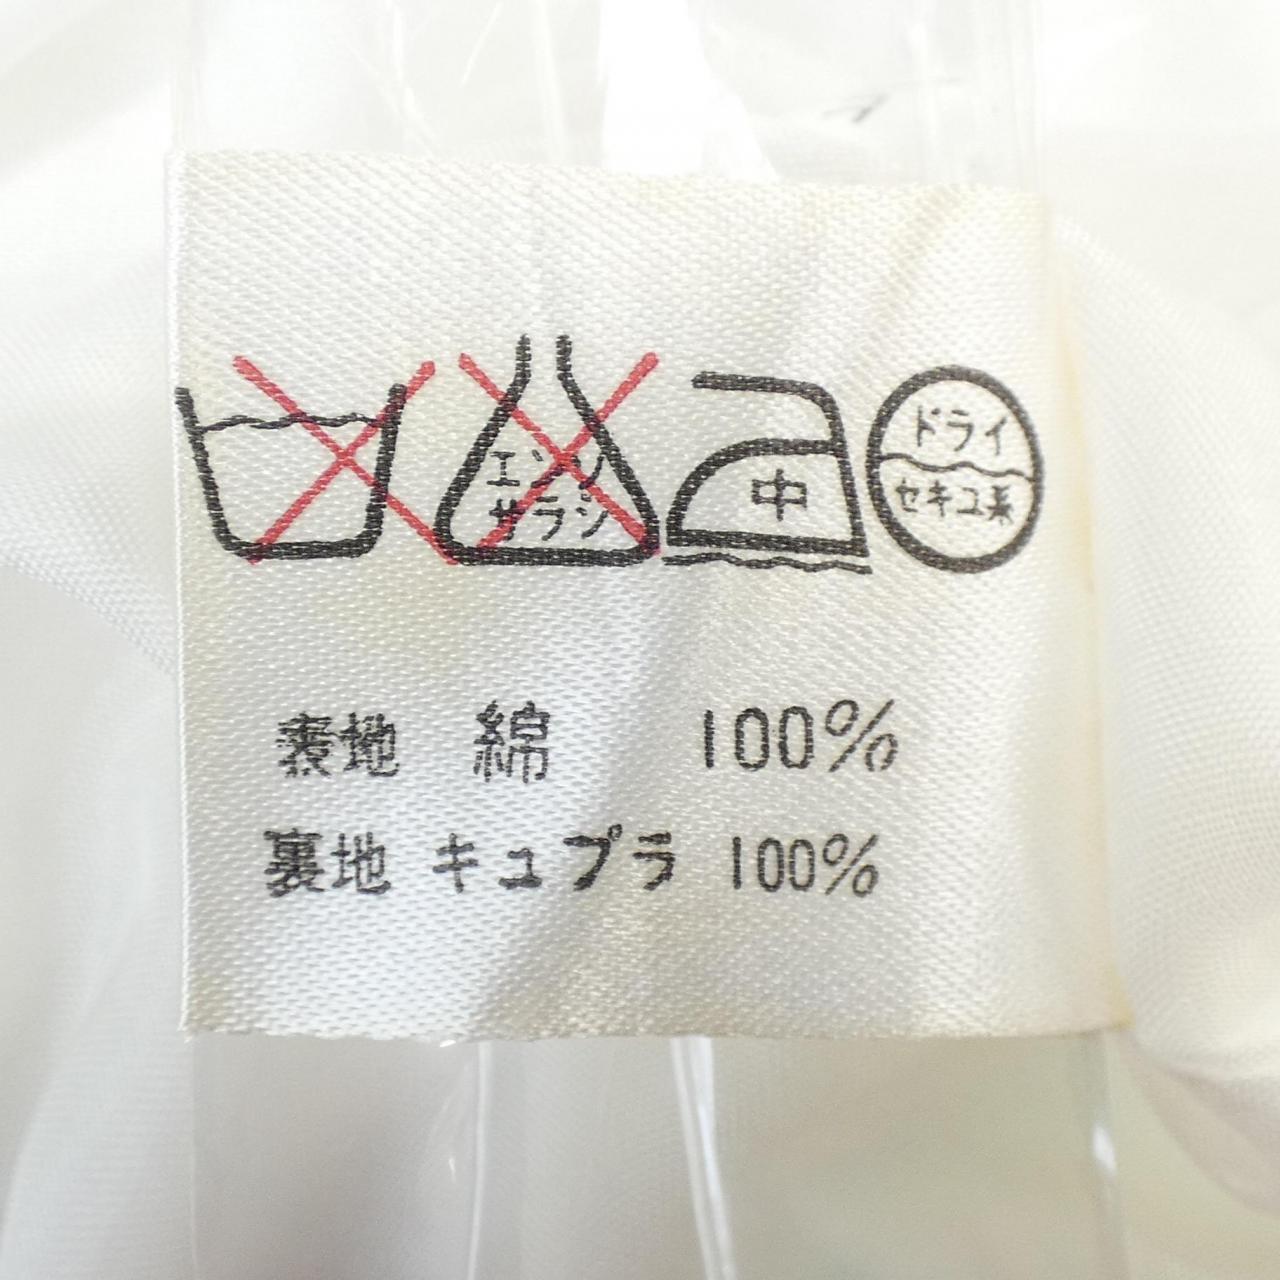 エンソ
サラシ
中
ドライ
セキユ系
表地 綿 100%
裏地 キュプラ 100%